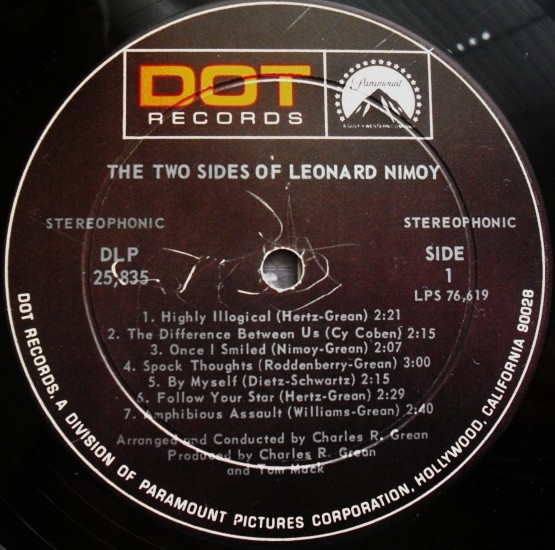 DOT
RECORDS
Paramount
A GULF + WESTERN COMPANY
THE TWO SIDES OF LEONARD NIMOY
STEREOPHONIC
STEREOPHONIC
DLP
25,835
SIDE
1
LPS 76,619
1. Highly Illogical (Hertz-Grean) 2:21
2. The Difference Between Us (Cy Coben) 2:15
3. Once I Smiled (Nimoy-Grean) 2:07
4. Spock Thoughts (Roddenberry-Grean) 3:00
5. By Myself (Dietz-Schwartz) 2:15
6. Follow Your Star (Hertz-Grean) 2:29
7. Amphibious Assault (Williams-Grean) 2:40
Arranged and Conducted by Charles R. Grean
Produced by Charles R. Grean
and Tom Mack
DOT RECORDS, A DIVISION OF PARAMOUNT PICTURES CORPORATION, HOLLYWOOD, CALIFORNIA 90028